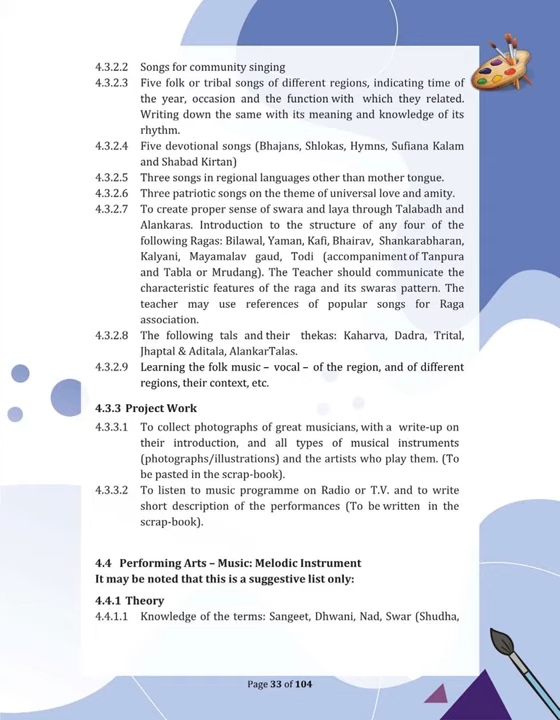 4.3.2.2 Songs for community singing
4.3.2.3 Five folk or tribal songs of different regions, indicating time of
the year, occasion and the function with which they related.
Writing down the same with its meaning and knowledge of its
rhythm.
4.3.2.4 Five devotional songs (Bhajans, Shlokas, Hymns, Sufiana Kalam
and Shabad Kirtan)
4.3.2.5 Three songs in regional languages other than mother tongue.
4.3.2.6 Three patriotic songs on the theme of universal love and amity.
4.3.2.7 To create proper sense of swara and laya through Talabadh and
Alankaras. Introduction to the structure of any four of the
following Ragas: Bilawal, Yaman, Kafi, Bhairav, Shankarabharan,
Kalyani, Mayamalav gaud, Todi (accompaniment of Tanpura
and Tabla or Mrudang). The Teacher should communicate the
characteristic features of the raga and its swaras pattern. The
teacher may use references of popular songs for Raga
association.
4.3.2.8 The following tals and their thekas: Kaharva, Dadra, Trital,
Jhaptal & Aditala, AlankarTalas.
4.3.2.9 Learning the folk music – vocal – of the region, and of different
regions, their context, etc.
4.3.3 Project Work
4.3.3.1 To collect photographs of great musicians, with a write-up on
their introduction, and all types of musical instruments
(photographs/illustrations) and the artists who play them. (To
be pasted in the scrap-book).
4.3.3.2 To listen to music programme on Radio or T.V. and to write
short description of the performances (To be written in the
scrap-book).
4.4 Performing Arts – Music: Melodic Instrument
It may be noted that this is a suggestive list only:
4.4.1 Theory
4.4.1.1 Knowledge of the terms: Sangeet, Dhwani, Nad, Swar (Shudha,
Page 33 of 104